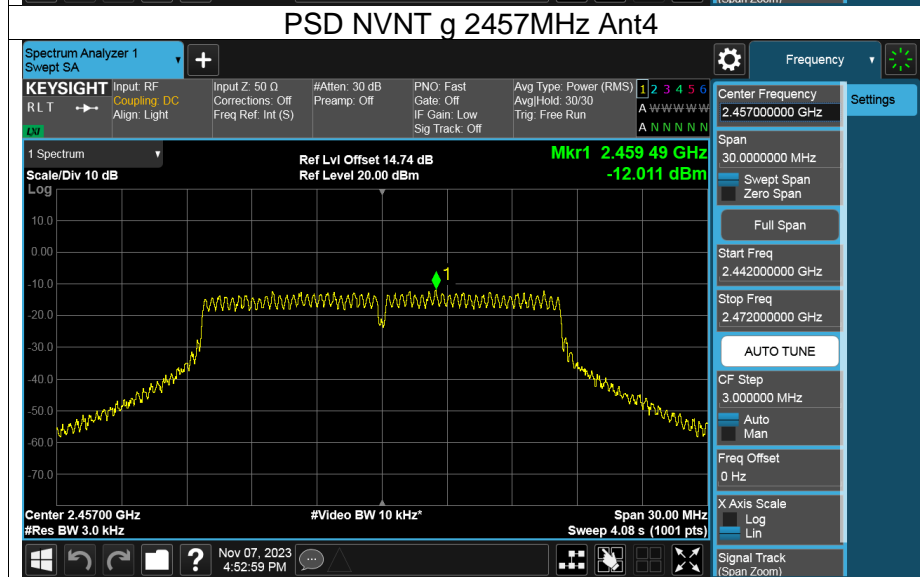 (Span Zoom)
PSD NVNT g 2457MHz Ant4
Spectrum Analyzer 1
Swept SA
+
Frequency
KEYSIGHT
R L T
LXI
Input: RF
Coupling: DC
Align: Light
Input Z: 50 Ω
Corrections: Off
Freq Ref: Int (S)
#Atten: 30 dB
Preamp: Off
PNO: Fast
Gate: Off
IF Gain: Low
Sig Track: Off
Avg Type: Power (RMS)
Avg|Hold: 30/30
Trig: Free Run
1 2 3 4 5 6
A W W W W W
A N N N N N
1 Spectrum
Scale/Div 10 dB
Log
Ref Lvl Offset 14.74 dB
Ref Level 20.00 dBm
Mkr1 2.459 49 GHz
-12.011 dBm
10.0
0.00
-10.0
-20.0
-30.0
-40.0
-50.0
-60.0
-70.0
1
Center 2.45700 GHz
#Res BW 3.0 kHz
#Video BW 10 kHz*
Span 30.00 MHz
Sweep 4.08 s (1001 pts)
Center Frequency
2.457000000 GHz
Settings
Span
30.0000000 MHz
Swept Span
Zero Span
Full Span
Start Freq
2.442000000 GHz
Stop Freq
2.472000000 GHz
AUTO TUNE
CF Step
3.000000 MHz
Auto
Man
Freq Offset
0 Hz
X Axis Scale
Log
Lin
Signal Track
(Span Zoom)
?
Nov 07, 2023
4:52:59 PM